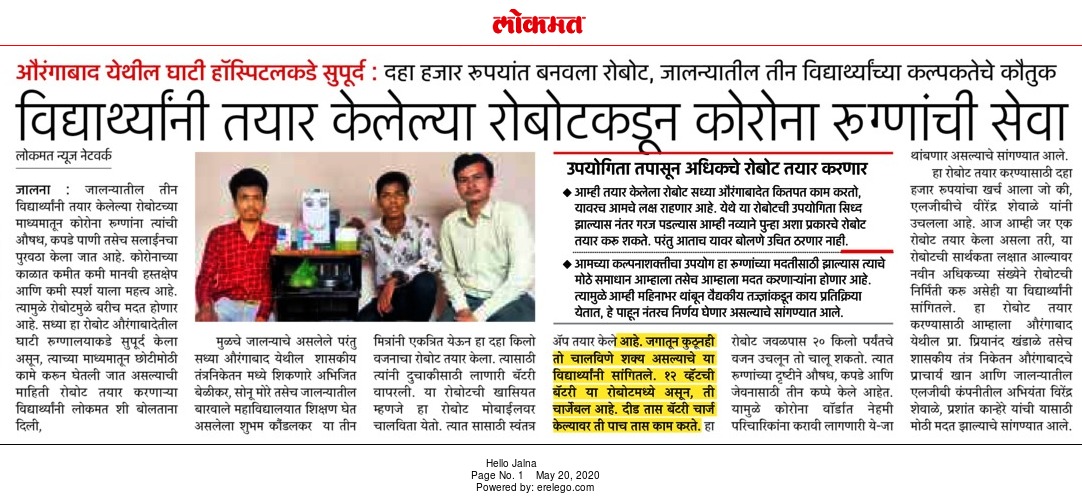 लोकमत
औरंगाबाद येथील घाटी हॉस्पिटलकडे सुपूर्द : दहा हजार रूपयांत बनवला रोबोट, जालन्यातील तीन विद्यार्थ्यांच्या कल्पकतेचे कौतुक
विद्यार्थ्यांनी तयार केलेल्या रोबोटकडून कोरोना रूग्णांची सेवा
लोकमत न्यूज नेटवर्क
जालना : जालन्यातील तीन
विद्यार्थ्यांनी तयार केलेल्या रोबोटच्या
माध्यमातून कोरोना रूग्णांना त्यांची
औषध, कपडे पाणी तसेच सलाईनचा
पुरवठा केला जात आहे. कोरोनाच्या
काळात कमीत कमी मानवी हस्तक्षेप
आणि कमी स्पर्श याला महत्व आहे.
त्यामुळे रोबोटमुळे बरीच मदत होणार
आहे. सध्या हा रोबोट औरंगाबादेतील
घाटी रूग्णालयाकडे सुपूर्द केला
असून, त्याच्या माध्यमातून छोटीमोठी
कामे करून घेतली जात असल्याची
माहिती रोबोट तयार करणाऱ्या
विद्यार्थ्यांनी लोकमत शी बोलताना
दिली,
मुळचे जालन्याचे असलेले परंतु
सध्या औरंगाबाद येथील शासकीय
तंत्रनिकेतन मध्ये शिकणारे अभिजित
बेळीकर, सोनू मोरे तसेच जालन्यातील
बारवाले महाविद्यालयात शिक्षण घेत
असलेला शुभम कौंडलकर या तीन
मित्रांनी एकत्रित येऊन हा दहा किलो
वजनाचा रोबोट तयार केला. त्यासाठी
त्यांनी दुचाकीसाठी लागणारी बॅटरी
वापरली. या रोबोटची खासियत
म्हणजे हा रोबोट मोबाईलवर
चालविता येतो. त्यात सासाठी स्वंतत्र
उपयोगिता तपासून अधिकचे रोबोट तयार करणार
◆ आम्ही तयार केलेला रोबोट सध्या औरंगाबादेत कितपत काम करतो,
यावरच आमचे लक्ष राहणार आहे. येथे या रोबोटची उपयोगिता सिध्द
झाल्यास नंतर गरज पडल्यास आम्ही नव्याने पुन्हा अशा प्रकारचे रोबोट
तयार करू शकते. परंतु आताच यावर बोलणे उचित ठरणार नाही.
◆ आमच्या कल्पनाशक्तीचा उपयोग हा रूग्णांच्या मदतीसाठी झाल्यास त्याचे
मोठे समाधान आम्हाला तसेच आम्हाला मदत करणाऱ्यांना होणार आहे.
त्यामुळे आम्ही महिनाभर थांबून वैद्यकीय तज्ज्ञांकडून काय प्रतिक्रिया
येतात, हे पाहून नंतरच निर्णय घेणार असल्याचे सांगण्यात आले.
ॲप तयार केले आहे. जगातून कुठूनही
तो चालविणे शक्य असल्याचे या
विद्यार्थ्यांनी सांगितले. १२ व्हॅटची
बॅटरी या रोबोटमध्ये असून, ती
चार्जेबल आहे. दीड तास बॅटरी चार्ज
केल्यावर ती पाच तास काम करते. हा
रोबोट जवळपास २० किलो पर्यंतचे
वजन उचलून तो चालू शकतो. त्यात
रूग्णांच्या दृष्टीने औषध, कपडे आणि
जेवनासाठी तीन कप्पे केले आहेत.
यामुळे कोरोना वॉर्डात नेहमी
परिचारिकांना करावी लागणारी ये-जा
थांबणार असल्याचे सांगण्यात आले.
हा रोबोट तयार करण्यासाठी दहा
हजार रूपयांचा खर्च आला जो की,
एलजीबीचे वीरेंद्र शेवाळे यांनी
उचलला आहे. आज आम्ही जर एक
रोबोट तयार केला असला तरी, या
रोबोटची सार्थकता लक्षात आल्यावर
नवीन अधिकच्या संख्येने रोबोटची
निर्मिती करू असेही या विद्यार्थ्यांनी
सांगितले. हा रोबोट तयार
करण्यासाठी आम्हाला औरंगाबाद
येथील प्रा. प्रियानंद खंडाळे तसेच
शासकीय तंत्र निकेतन औरंगाबादचे
प्राचार्य खान आणि जालन्यातील
एलजीबी कंपनीतील अभियंता विरेंद्र
शेवाळे, प्रशांत कान्हेरे यांची यासाठी
मोठी मदत झाल्याचे सांगण्यात आले.
Hello Jalna
Page No. 1 May 20, 2020
Powered by: erelego.com